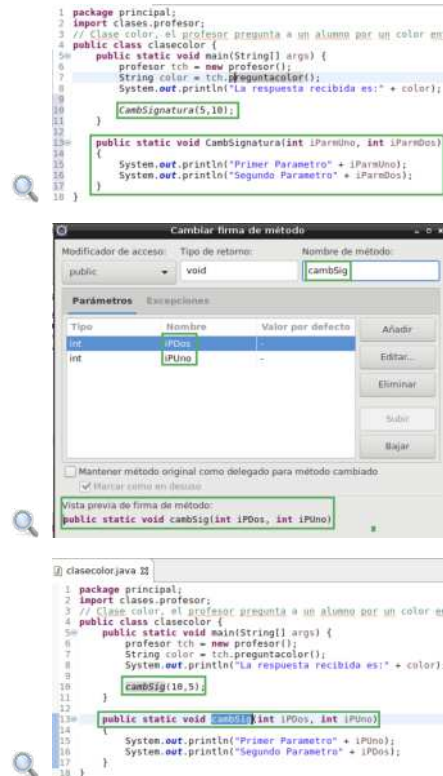 1 package principal;
2 import clases.profesor;
3 // Clase color, el profesor pregunta a un alumno por un color en
4 public class clasecolor {
5 public static void main(String[] args) {
6 profesor tch = new profesor();
7 String color = tch.preguntacolor();
8 System.out.println("La respuesta recibida es:" + color);
9
10 CambSignatura(5,10);
11 }
12
13 public static void CambSignatura(int iParmUno, int iParmDos)
14 {
15 System.out.println("Primer Parametro" + iParmUno);
16 System.out.println("Segundo Parametro" + iParmDos);
17 }
18 }
Cambiar firma de método
Modificador de acceso: Tipo de retorno: Nombre de método:
public void cambSig
Parámetros Excepciones
Tipo Nombre Valor por defecto
int iPDos -
int iPUno -
Añadir
Editar...
Eliminar
Subir
Bajar
Mantener método original como delegado para método cambiado
Marcar como en desuso
Vista previa de firma de método:
public static void cambSig(int iPDos, int iPUno)
clasecolor.java
1 package principal;
2 import clases.profesor;
3 // Clase color, el profesor pregunta a un alumno por un color en
4 public class clasecolor {
5 public static void main(String[] args) {
6 profesor tch = new profesor();
7 String color = tch.preguntacolor();
8 System.out.println("La respuesta recibida es:" + color);
9
10 cambSig(10,5);
11 }
12
13 public static void cambSig(int iPDos, int iPUno)
14 {
15 System.out.println("Primer Parametro" + iPUno);
16 System.out.println("Segundo Parametro" + iPDos);
17 }
18 }